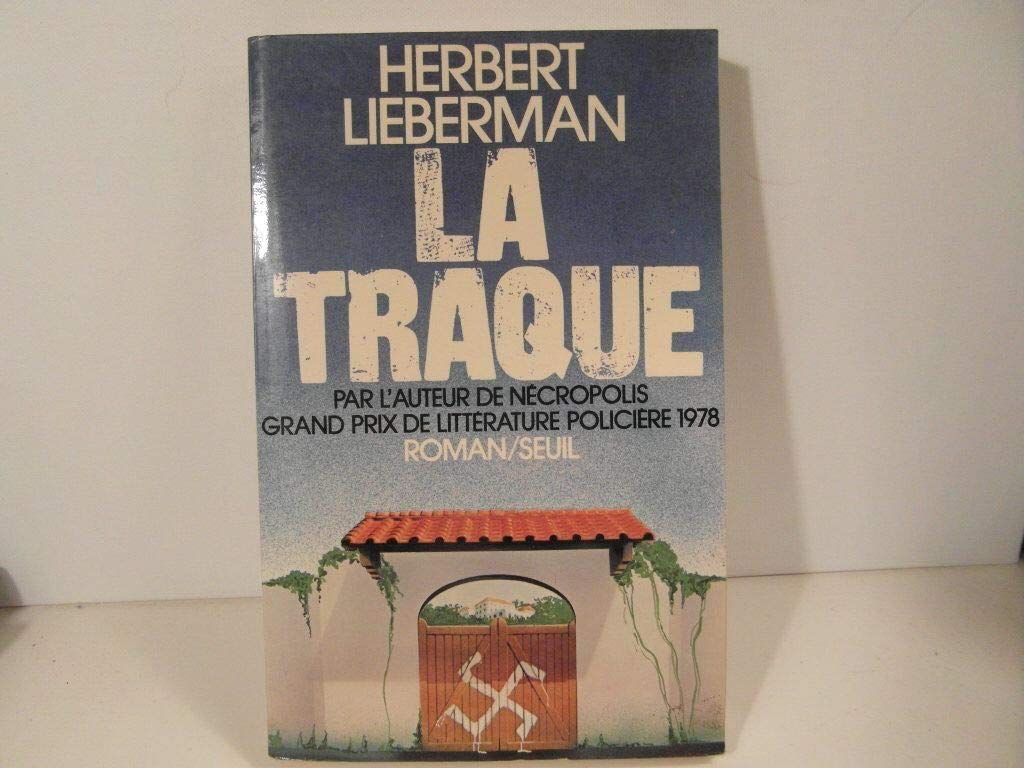 HERBERT
LIEBERMAN
LA
TRAQUE
PAR L'AUTEUR DE NÉCROPOLIS
GRAND PRIX DE LITTÉRATURE POLICIÈRE 1978
ROMAN/SEUIL